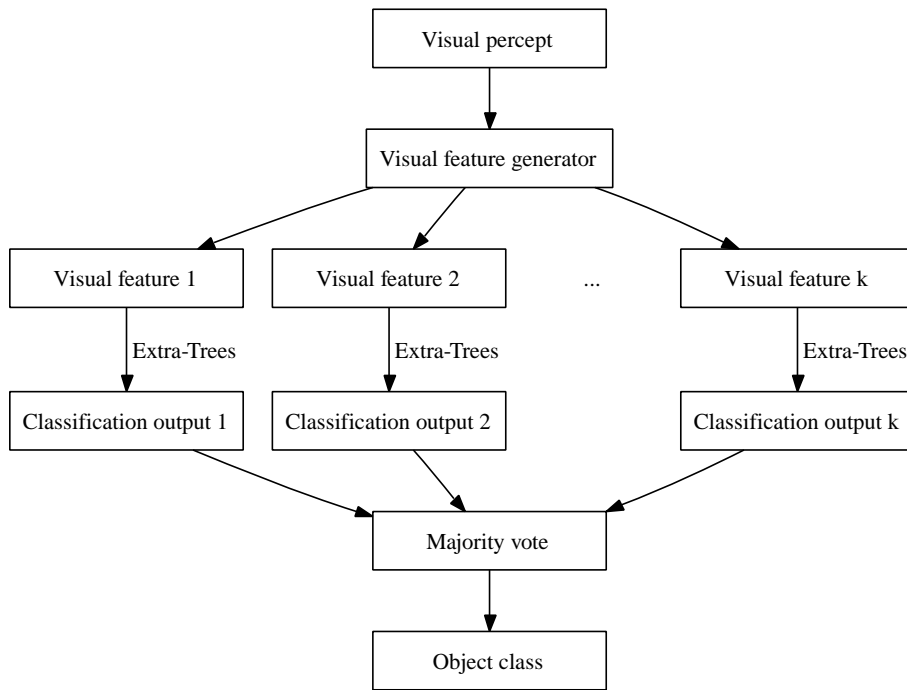 Visual percept
Visual feature generator
Visual feature 1
Visual feature 2
...
Visual feature k
Extra-Trees
Extra-Trees
Extra-Trees
Classification output 1
Classification output 2
Classification output k
Majority vote
Object class